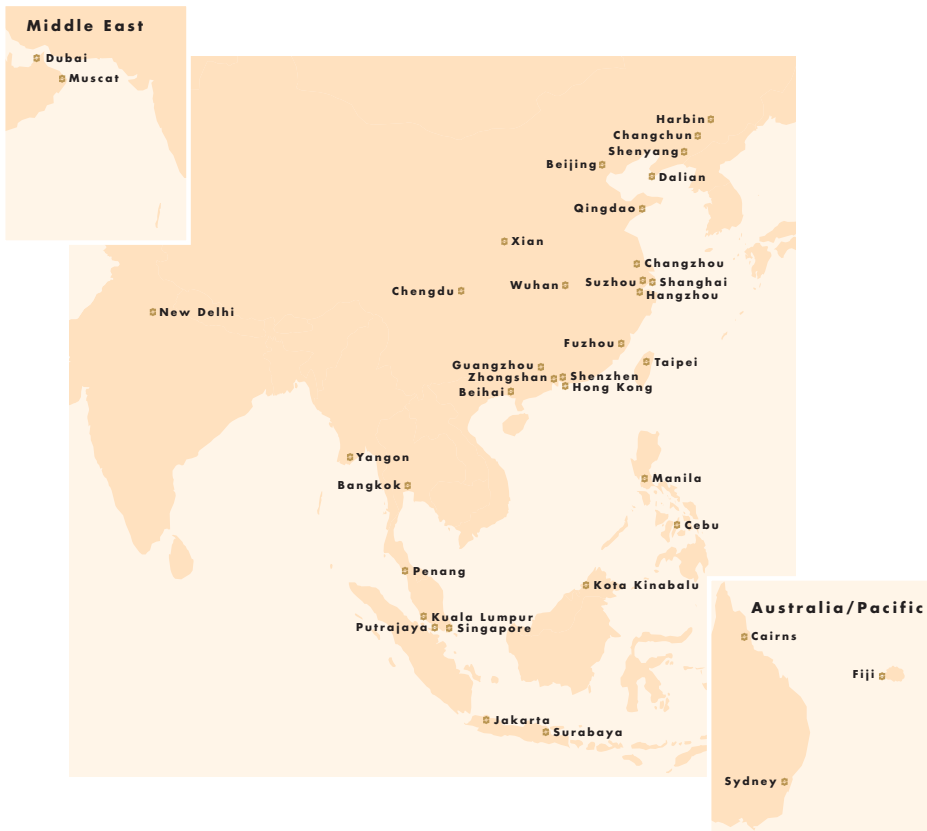 Middle East
Dubai
Muscat
Harbin
Changchun
Shenyang
Beijing
Dalian
Qingdao
Xian
Changzhou
Suzhou
Shanghai
Wuhan
Chengdu
Hangzhou
New Delhi
Fuzhou
Taipei
Guangzhou
Zhongshan
Shenzhen
Hong Kong
Beihai
Yangon
Manila
Bangkok
Cebu
Penang
Kota Kinabalu
Kuala Lumpur
Putrajaya
Singapore
Jakarta
Surabaya
Australia/Pacific
Cairns
Fiji
Sydney